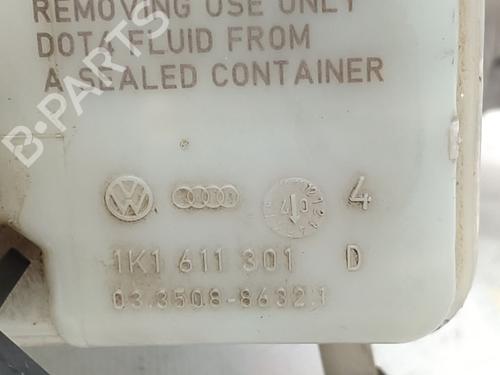 REMOVING USE ONLY
DOT4 FLUID FROM
A SEALED CONTAINER
B-PARTS
4
1K1 611 301 D
03.3508-8632.1